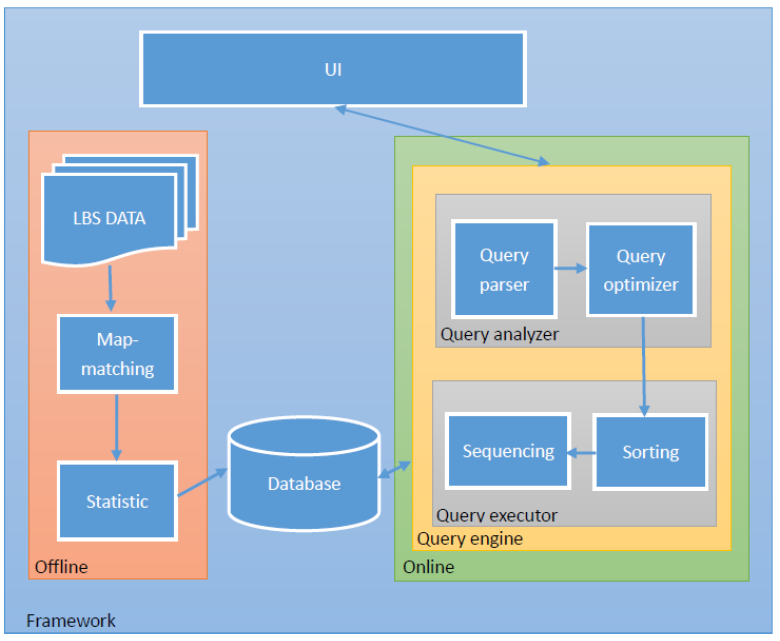 UI
LBS DATA
Map-
matching
Statistic
Offline
Database
Query
parser
Query
optimizer
Query analyzer
Sequencing
Sorting
Query executor
Query engine
Online
Framework